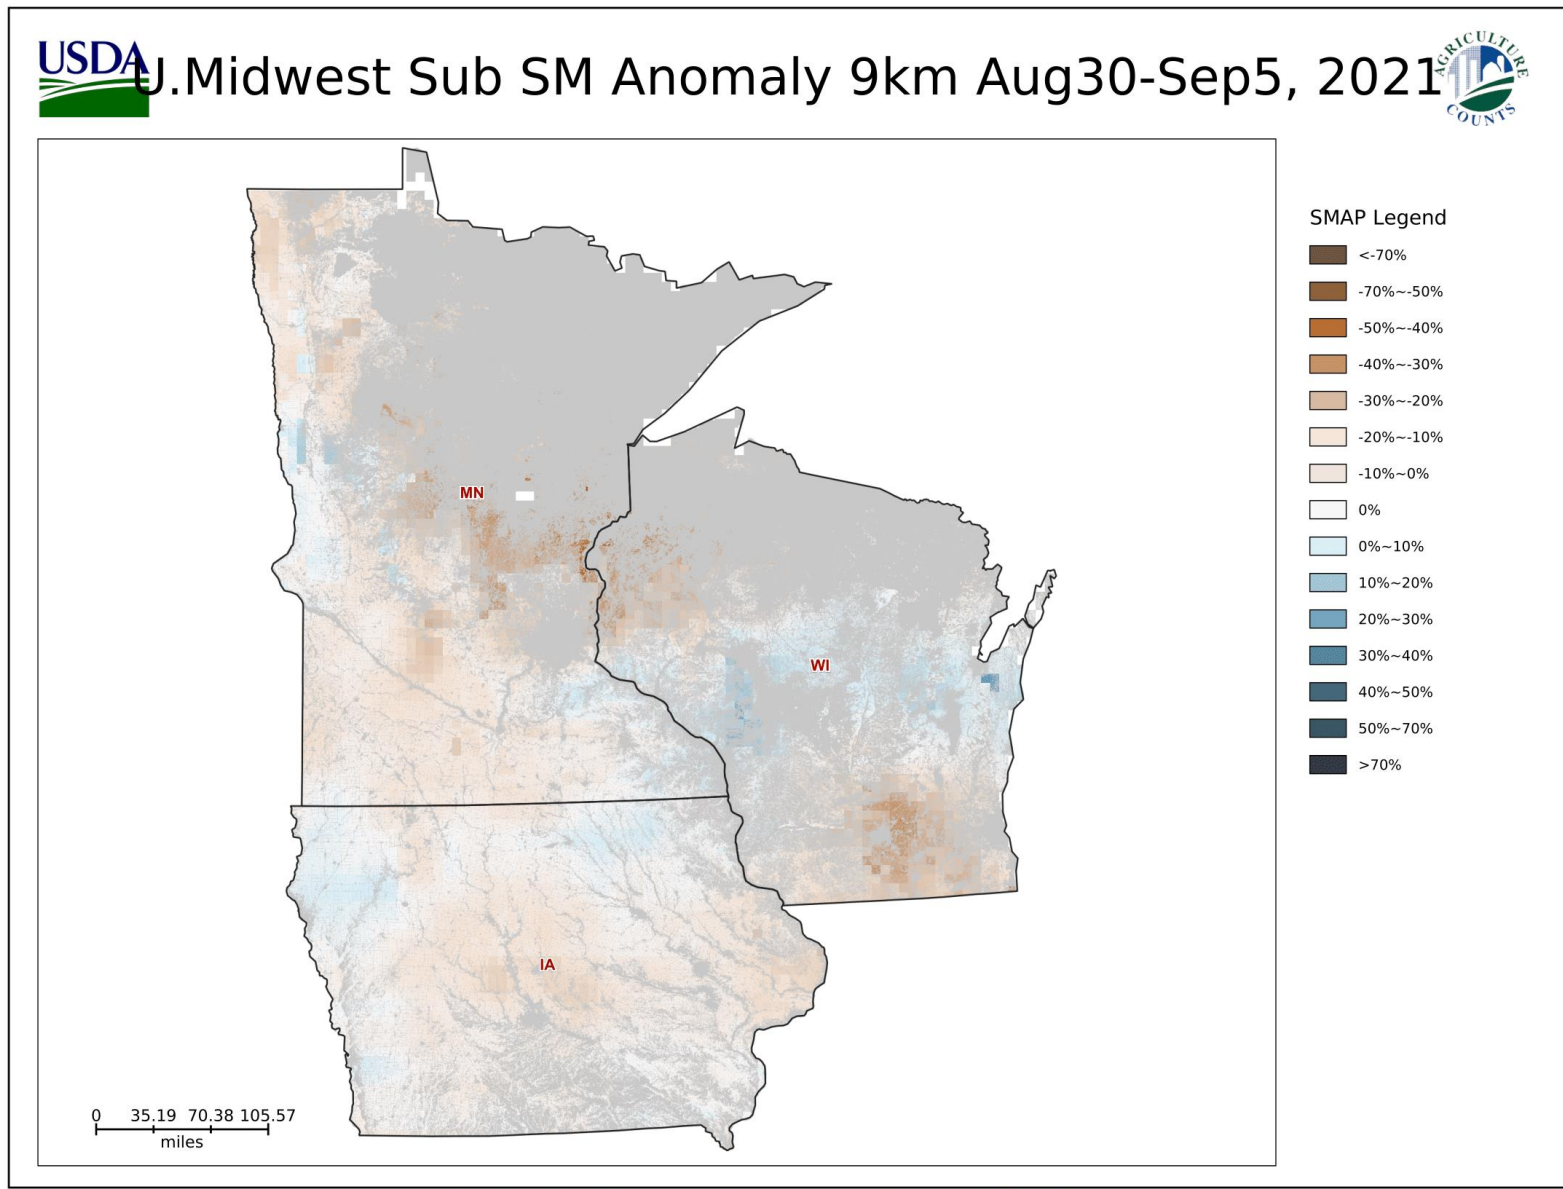 USDA
U.Midwest Sub SM Anomaly 9km Aug30-Sep5, 2021
AGRICULTURE
COUNTS
SMAP Legend
<-70%
-70%~-50%
-50%~-40%
-40%~-30%
-30%~-20%
-20%~-10%
-10%~0%
0%
0%~10%
10%~20%
20%~30%
30%~40%
40%~50%
50%~70%
>70%
MN
WI
IA
0 35.19 70.38 105.57
miles